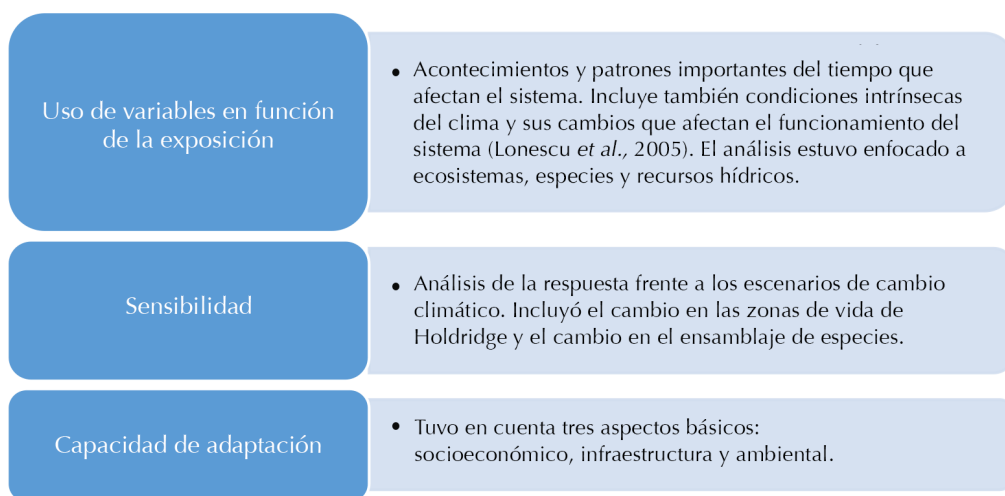 Uso de variables en función
de la exposición
• Acontecimientos y patrones importantes del tiempo que
afectan el sistema. Incluye también condiciones intrínsecas
del clima y sus cambios que afectan el funcionamiento del
sistema (Lonescu et al., 2005). El análisis estuvo enfocado a
ecosistemas, especies y recursos hídricos.
Sensibilidad
• Análisis de la respuesta frente a los escenarios de cambio
climático. Incluyó el cambio en las zonas de vida de
Holdridge y el cambio en el ensamblaje de especies.
Capacidad de adaptación
• Tuvo en cuenta tres aspectos básicos:
socioeconómico, infraestructura y ambiental.